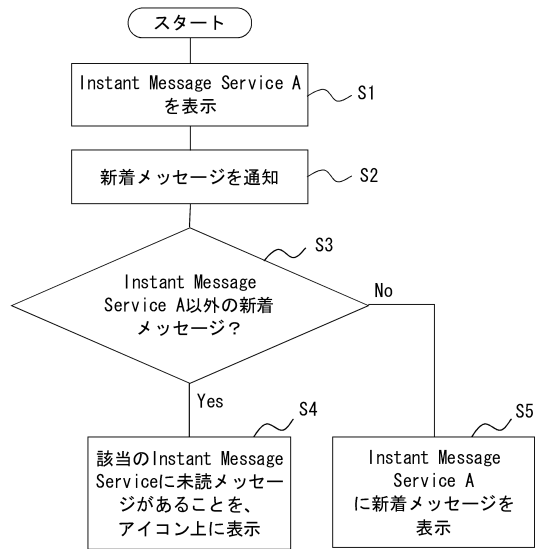 スタート
Instant Message Service A
を表示
S1
新着メッセージを通知
S2
S3
Instant Message
Service A以外の新着
メッセージ？
No
Yes
S4
S5
該当のInstant Message
Serviceに未読メッセー
ジがあることを、
アイコン上に表示
Instant Message
Service A
に新着メッセージを
表示